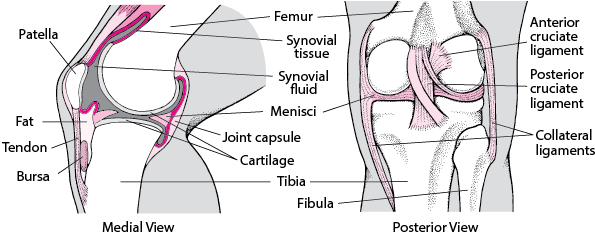 Patella
Fat
Tendon
Bursa
Femur
Synovial
tissue
Synovial
fluid
Menisci
Joint capsule
Cartilage
Tibia
Fibula
Anterior
cruciate
ligament
Posterior
cruciate
ligament
Collateral
ligaments
Medial View
Posterior View